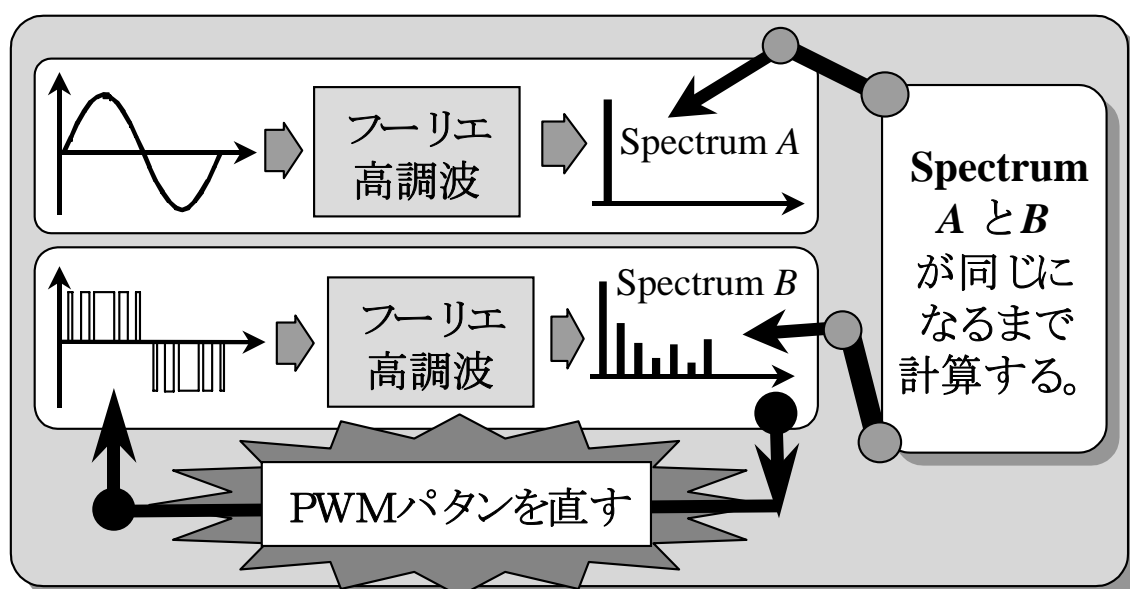 フーリエ
高調波
Spectrum A
Spectrum
A とB
が同じに
なるまで
計算する。
フーリエ
高調波
Spectrum B
PWMパタンを直す